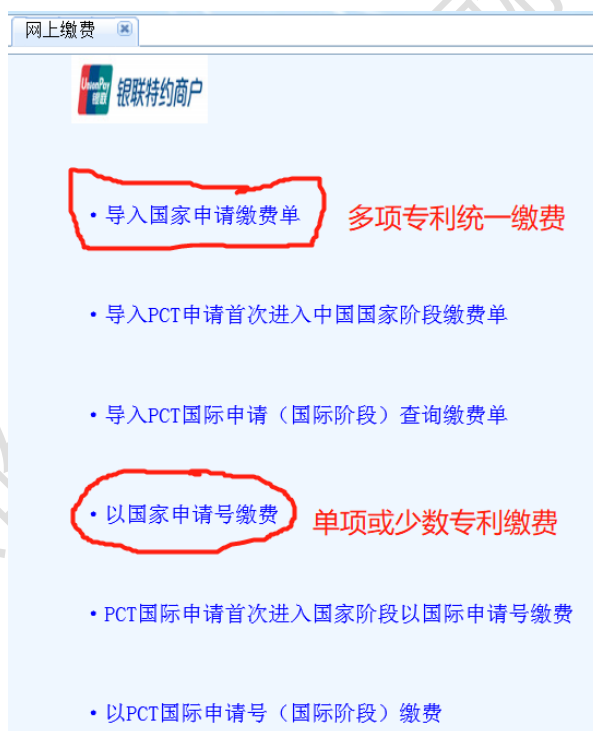 网上缴费
UnionPay
银联
银联特约商户
·导入国家申请缴费单
多项专利统一缴费
·导入PCT申请首次进入中国国家阶段缴费单
·导入PCT国际申请（国际阶段）查询缴费单
·以国家申请号缴费
单项或少数专利缴费
·PCT国际申请首次进入国家阶段以国际申请号缴费
·以PCT国际申请号（国际阶段）缴费